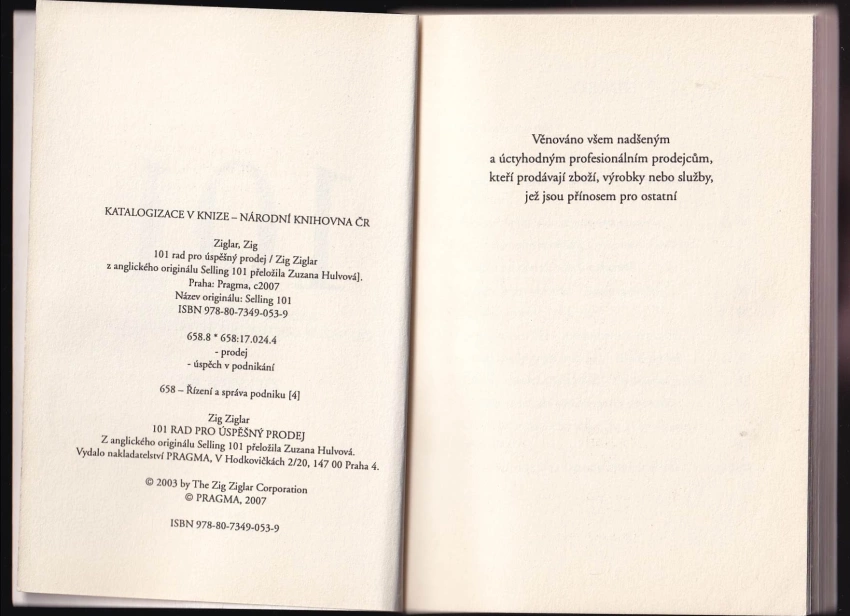 KATALOGIZACE V KNIZE – NÁRODNÍ KNIHOVNA ČR
Ziglar, Zig
101 rad pro úspěšný prodej / Zig Ziglar
z anglického originálu Selling 101 přeložila Zuzana Hulvová].
Praha: Pragma, c2007
Název originálu: Selling 101
ISBN 978-80-7349-053-9
658.8 * 658:17.024.4
- prodej
- úspěch v podnikání
658 – Řízení a správa podniku [4]
Zig Ziglar
101 RAD PRO ÚSPĚŠNÝ PRODEJ
Z anglického originálu Selling 101 přeložila Zuzana Hulvová.
Vydalo nakladatelství PRAGMA, V Hodkovičkách 2/20, 147 00 Praha 4.
© 2003 by The Zig Ziglar Corporation
© PRAGMA, 2007
ISBN 978-80-7349-053-9
Věnováno všem nadšeným
a úctyhodným profesionálním prodejcům,
kteří prodávají zboží, výrobky nebo služby,
jež jsou přínosem pro ostatní